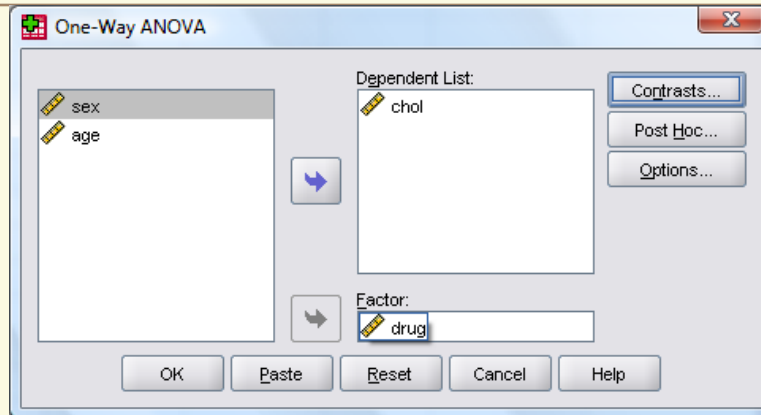 One-Way ANOVA
X
sex
age
Dependent List:
chol
Factor:
drug
Contrasts...
Post Hoc...
Options...
OK Paste Reset Cancel Help